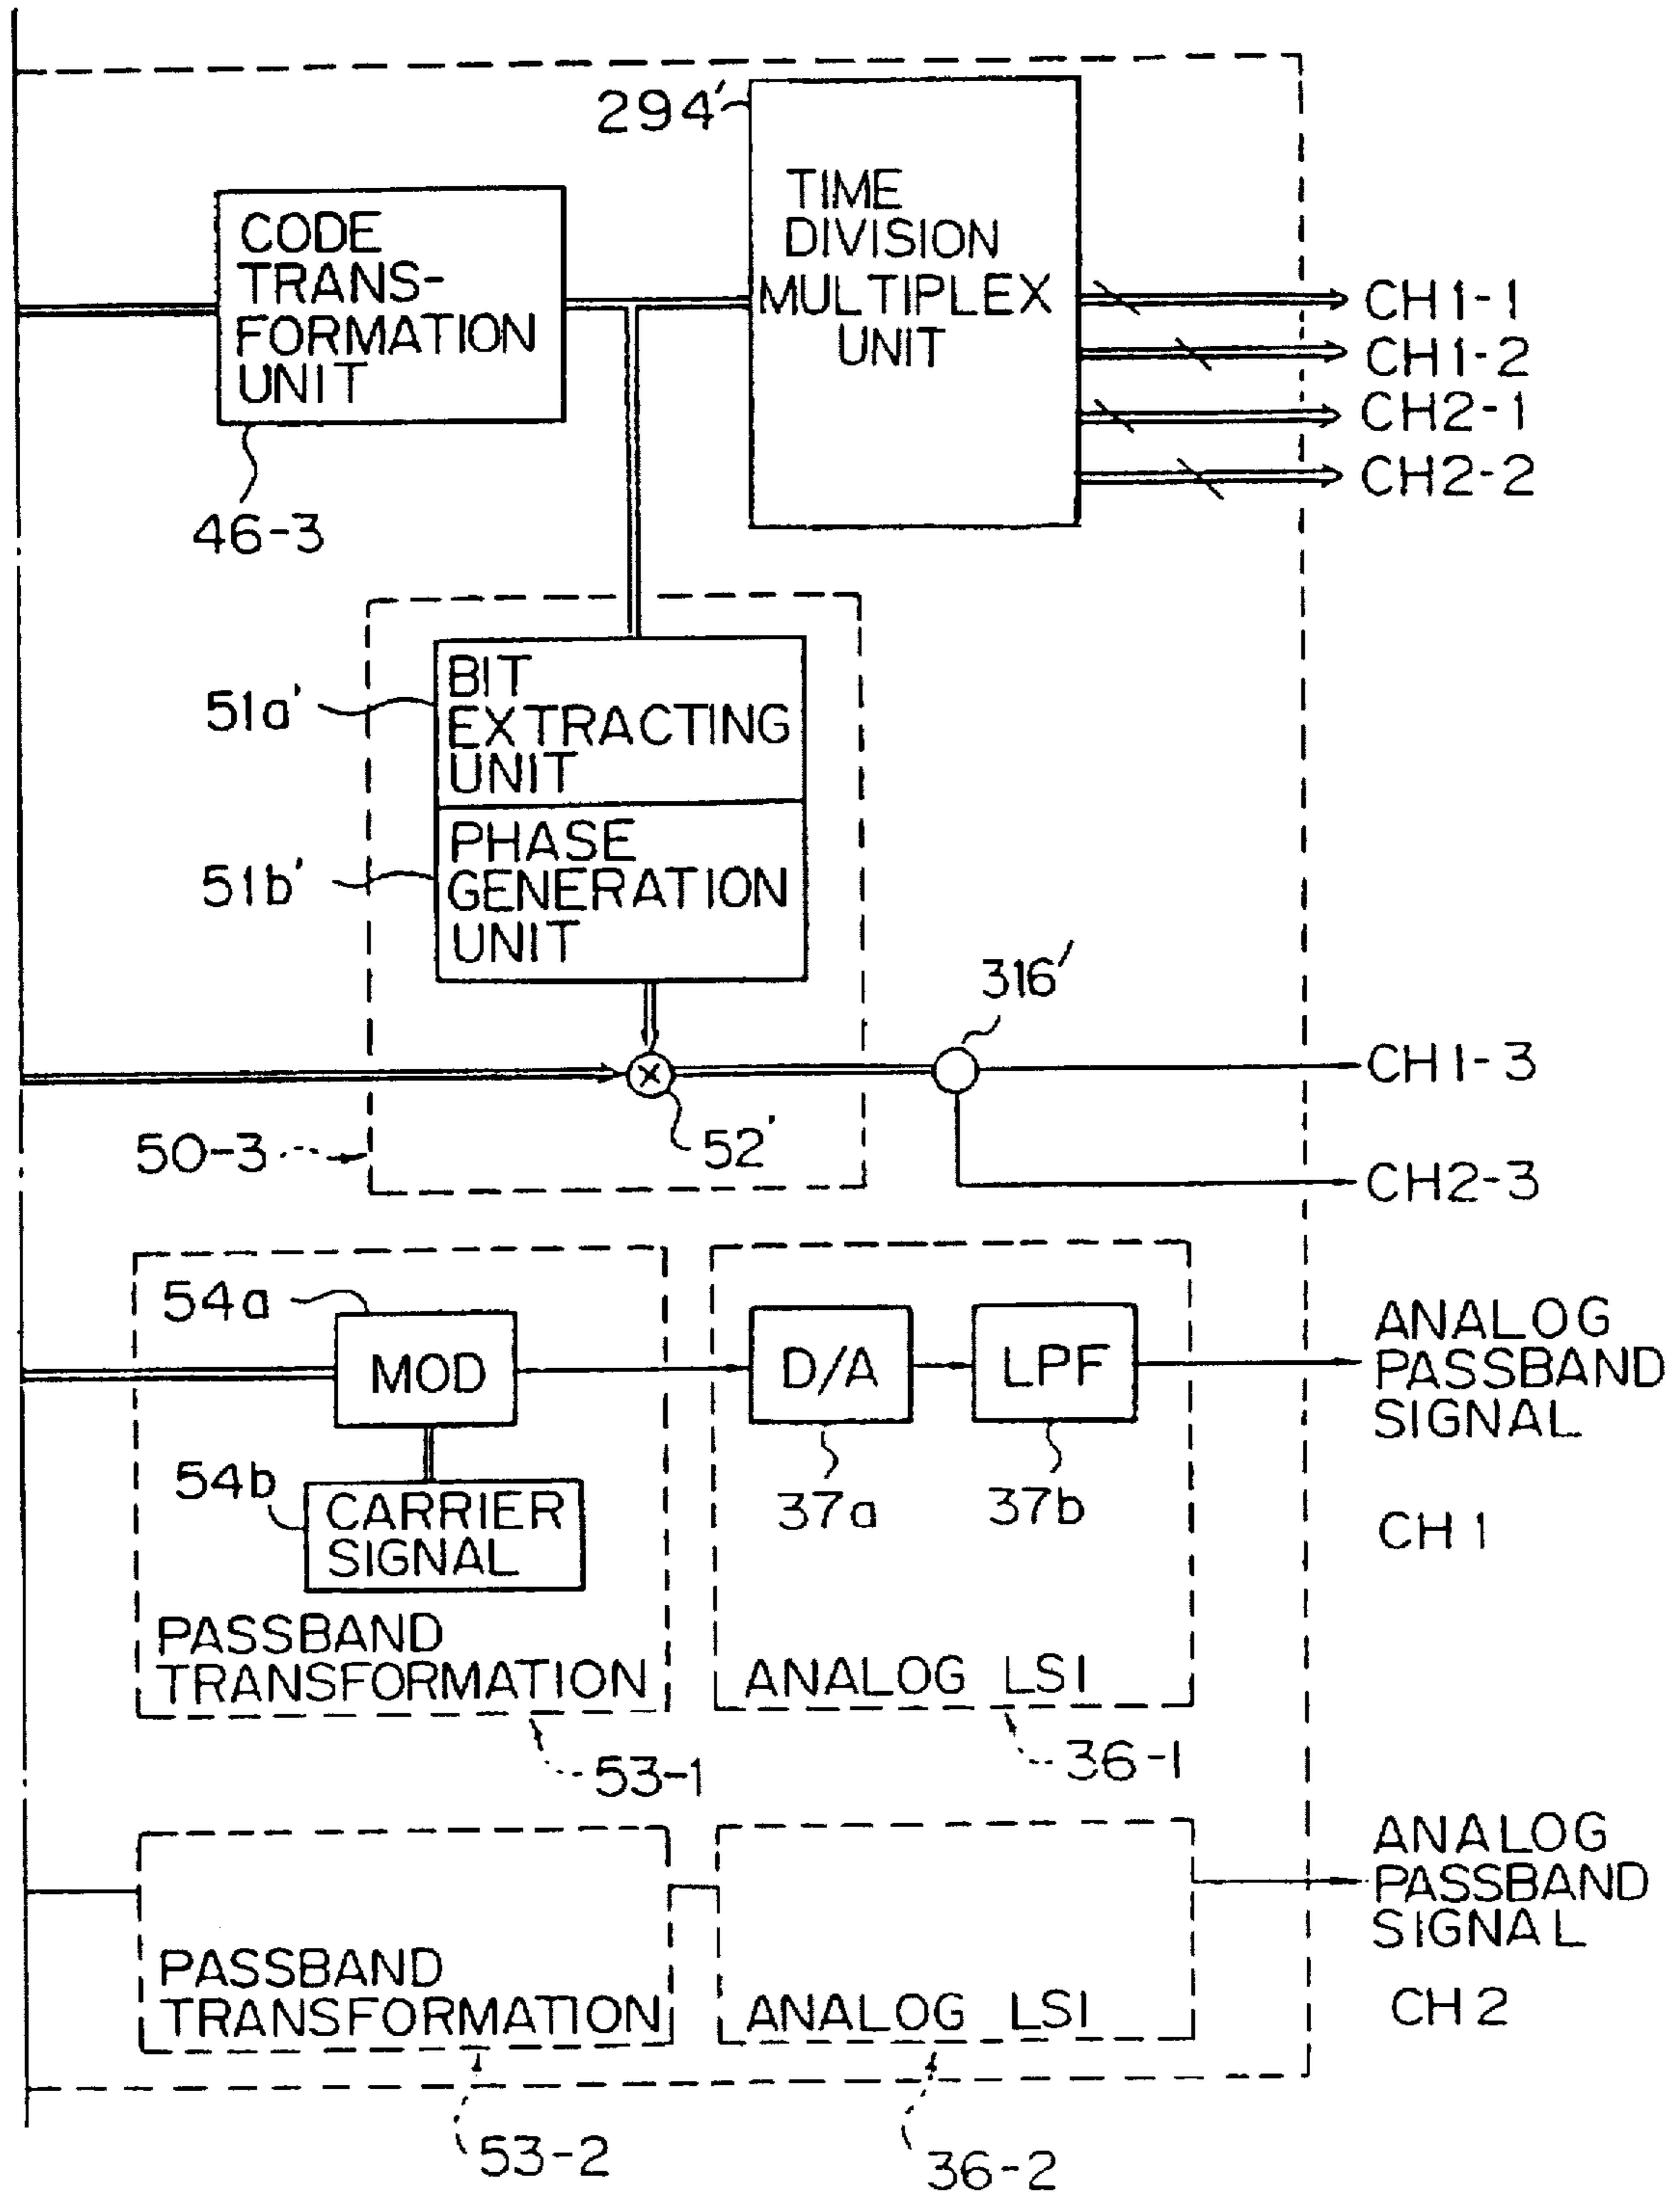 294'
TIME
DIVISION
MULTIPLEX
UNIT
CODE
TRANS-
FORMATION
UNIT
46-3
CH1-1
CH1-2
CH2-1
CH2-2
51a'
BIT
EXTRACTING
UNIT
51b'
PHASE
GENERATION
UNIT
316'
CH1-3
50-3
52'
CH2-3
54a
MOD
D/A
LPF
ANALOG
PASSBAND
SIGNAL
54b
CARRIER
SIGNAL
37a
37b
CH1
PASSBAND
TRANSFORMATION
ANALOG LSI
53-1
36-1
ANALOG
PASSBAND
SIGNAL
PASSBAND
TRANSFORMATION
ANALOG LSI
CH2
53-2
36-2